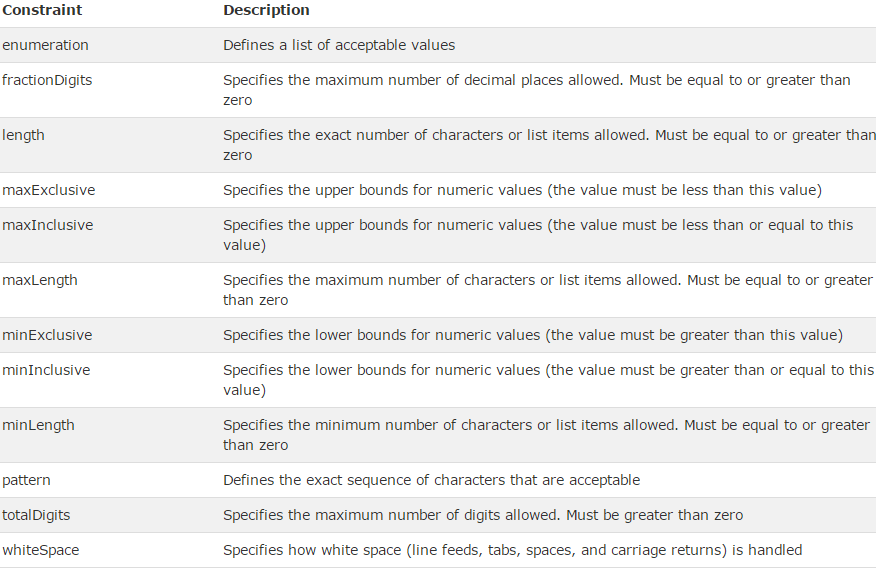 Constraint Description
enumeration Defines a list of acceptable values
fractionDigits Specifies the maximum number of decimal places allowed. Must be equal to or greater than
zero
length Specifies the exact number of characters or list items allowed. Must be equal to or greater than
zero
maxExclusive Specifies the upper bounds for numeric values (the value must be less than this value)
maxInclusive Specifies the upper bounds for numeric values (the value must be less than or equal to this
value)
maxLength Specifies the maximum number of characters or list items allowed. Must be equal to or greater
than zero
minExclusive Specifies the lower bounds for numeric values (the value must be greater than this value)
minInclusive Specifies the lower bounds for numeric values (the value must be greater than or equal to this
value)
minLength Specifies the minimum number of characters or list items allowed. Must be equal to or greater
than zero
pattern Defines the exact sequence of characters that are acceptable
totalDigits Specifies the maximum number of digits allowed. Must be greater than zero
whiteSpace Specifies how white space (line feeds, tabs, spaces, and carriage returns) is handled